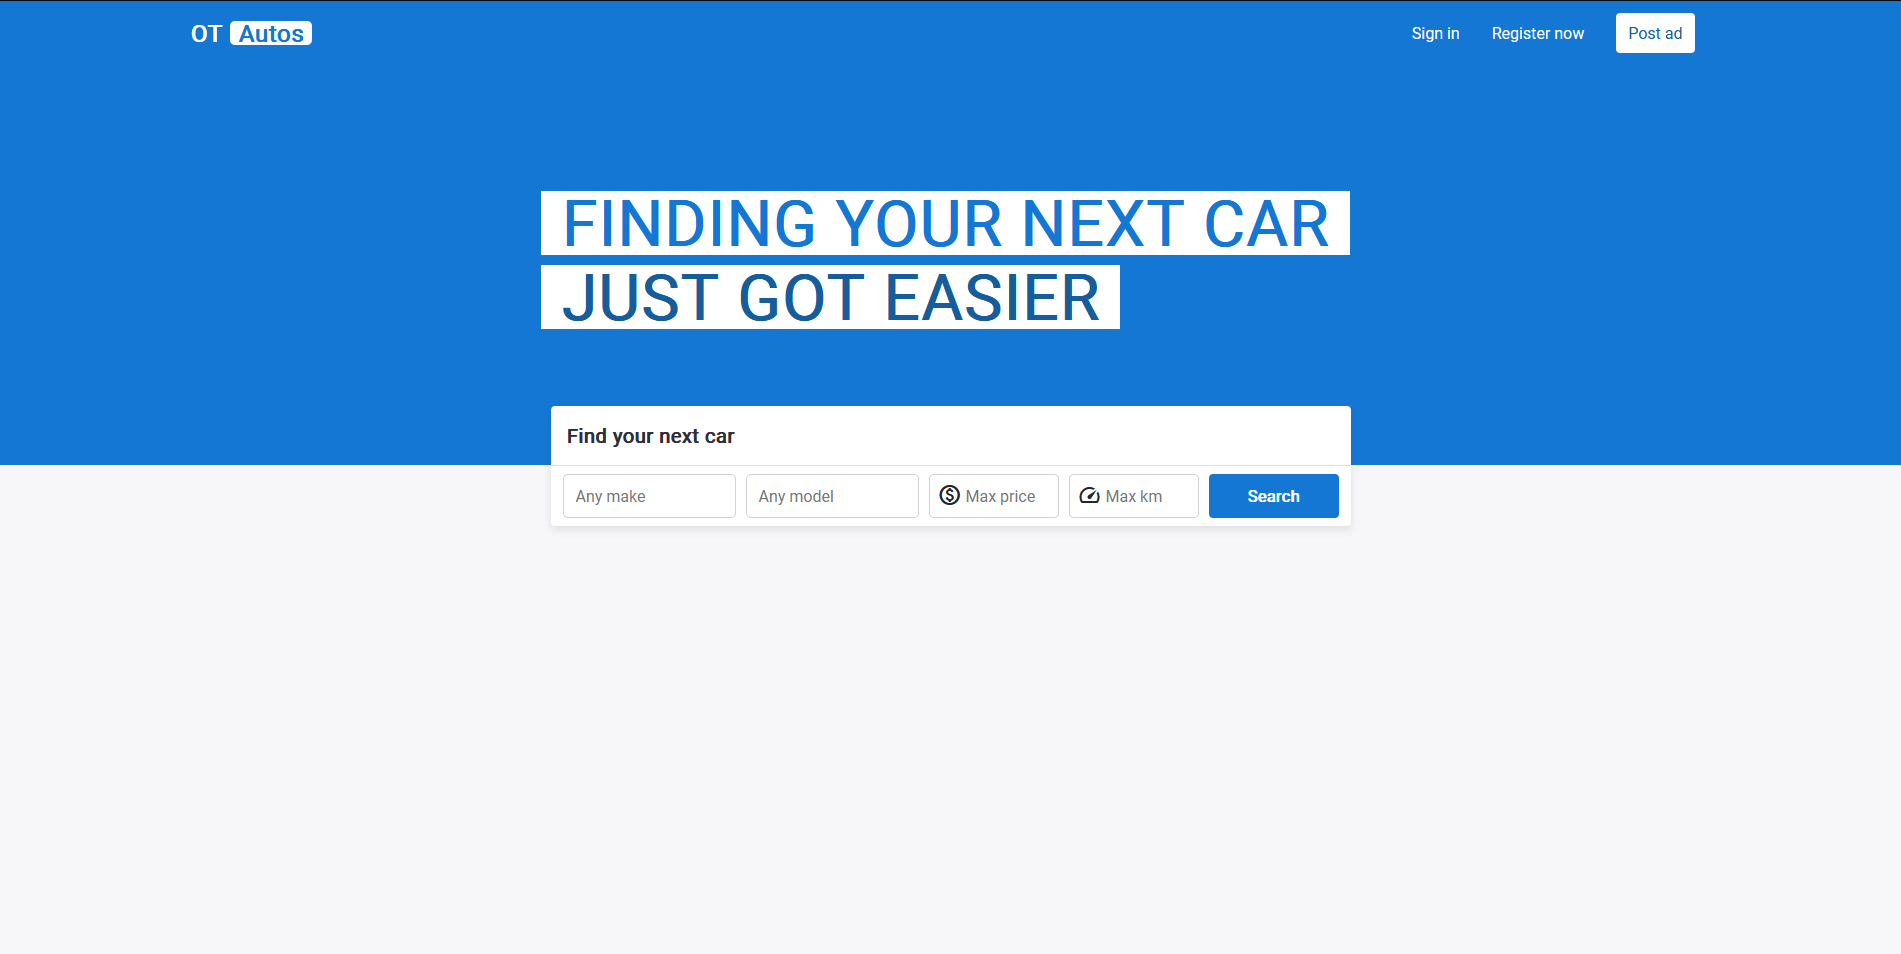 OT Autos
Sign in
Register now
Post ad
FINDING YOUR NEXT CAR
JUST GOT EASIER
Find your next car
Any make
Any model
Max price
Max km
Search